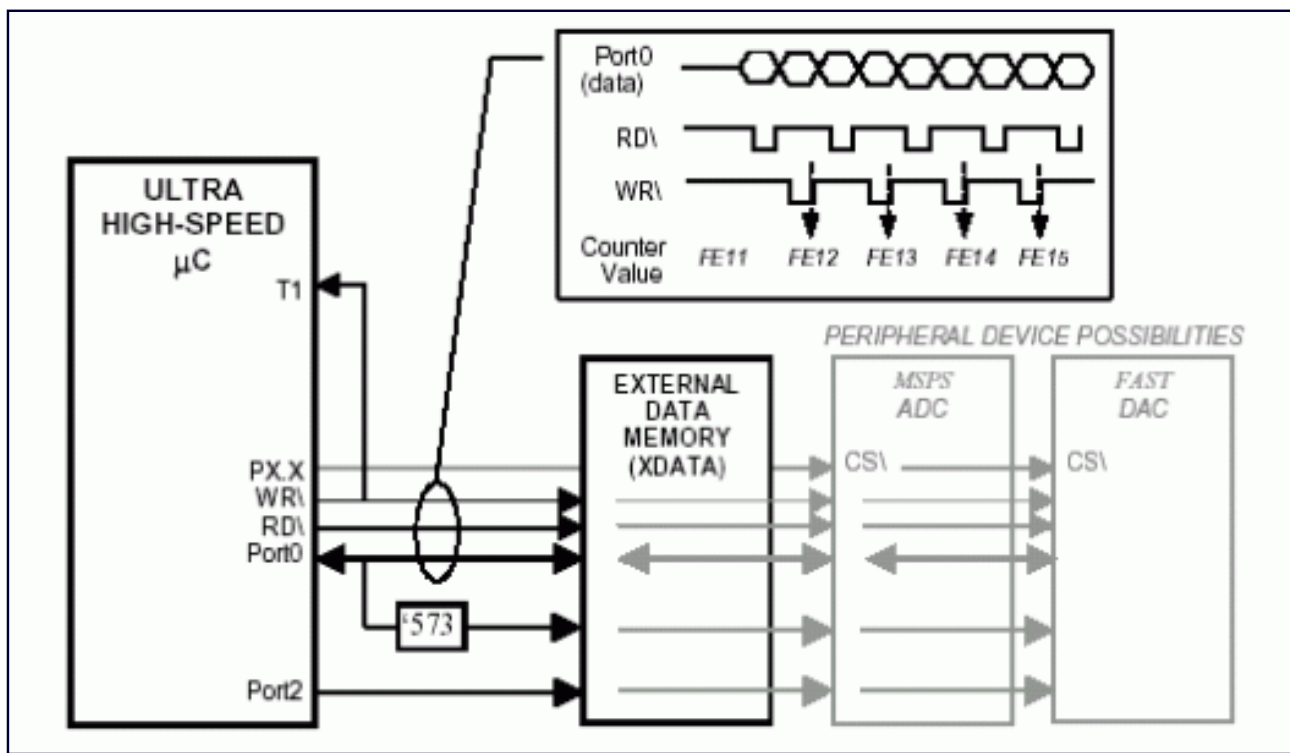 Port0
(data)
RD\
WR\
Counter
Value
FE11 FE12 FE13 FE14 FE15
ULTRA
HIGH-SPEED
µC
T1
PX.X
WR\
RD\
Port0
'573
Port2
EXTERNAL
DATA
MEMORY
(XDATA)
PERIPHERAL DEVICE POSSIBILITIES
MSPS
ADC
CS\
FAST
DAC
CS\